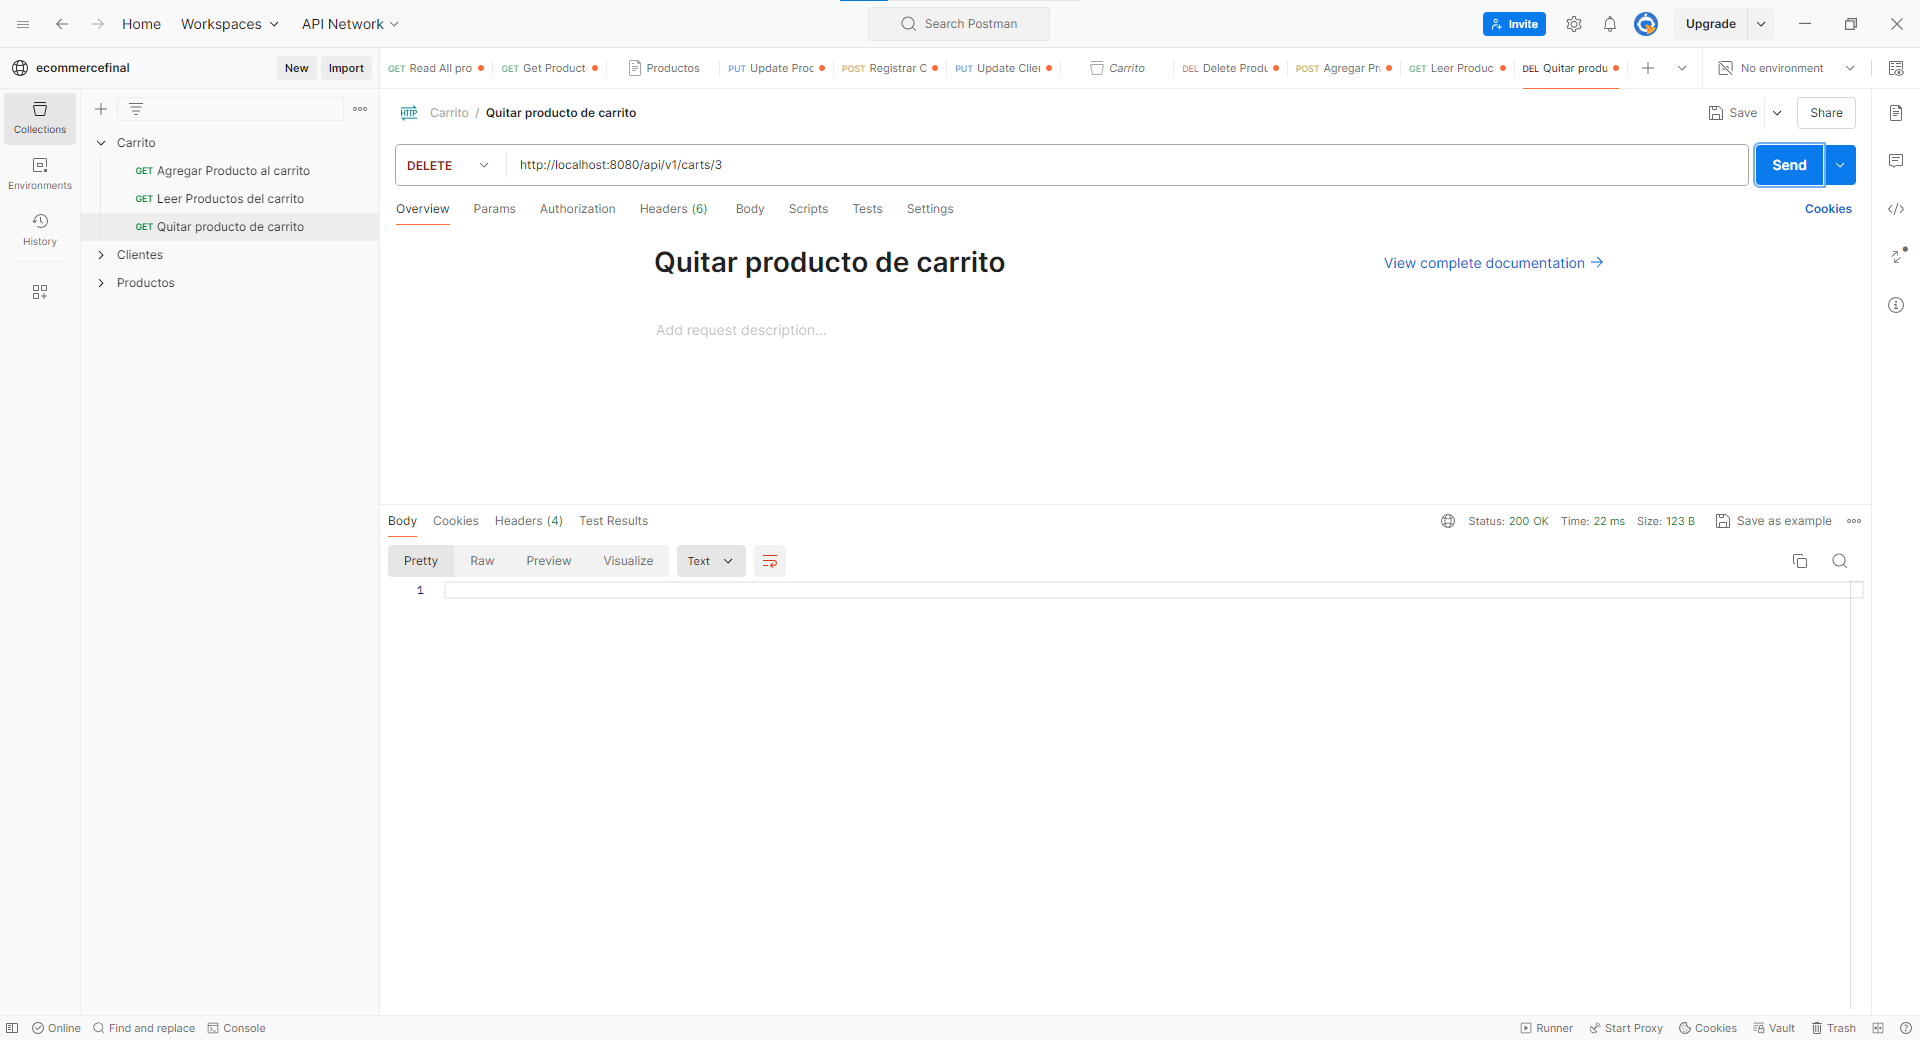 Home Workspaces API Network Search Postman Invite Upgrade
ecommercefinal New Import
GET Read All pro GET Get Product Productos PUT Update Proc POST Registrar C PUT Update Clie Carrito DEL Delete Produ POST Agregar Pr GET Leer Produc DEL Quitar produ No environment
Collections
Environments
History
Carrito
GET Agregar Producto al carrito
GET Leer Productos del carrito
GET Quitar producto de carrito
Clientes
Productos
HTTP Carrito / Quitar producto de carrito Save Share
DELETE http://localhost:8080/api/v1/carts/3 Send
Overview Params Authorization Headers (6) Body Scripts Tests Settings Cookies
Quitar producto de carrito View complete documentation →
Add request description...
Body Cookies Headers (4) Test Results Status: 200 OK Time: 22 ms Size: 123 B Save as example
Pretty Raw Preview Visualize Text
1
Online Find and replace Console Runner Start Proxy Cookies Vault Trash